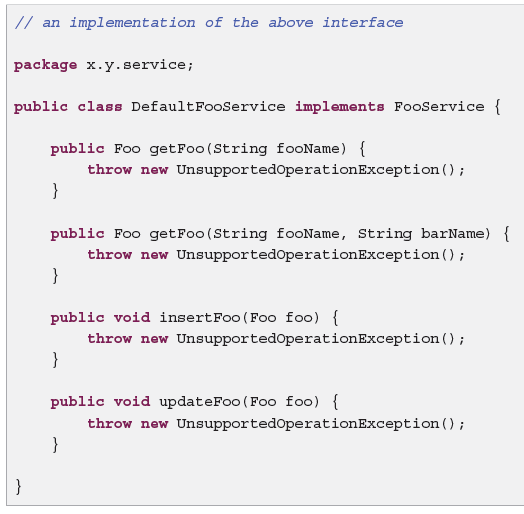 // an implementation of the above interface
package x.y.service;
public class DefaultFooService implements FooService {
public Foo getFoo(String fooName) {
throw new UnsupportedOperationException();
}
public Foo getFoo(String fooName, String barName) {
throw new UnsupportedOperationException();
}
public void insertFoo(Foo foo) {
throw new UnsupportedOperationException();
}
public void updateFoo(Foo foo) {
throw new UnsupportedOperationException();
}
}